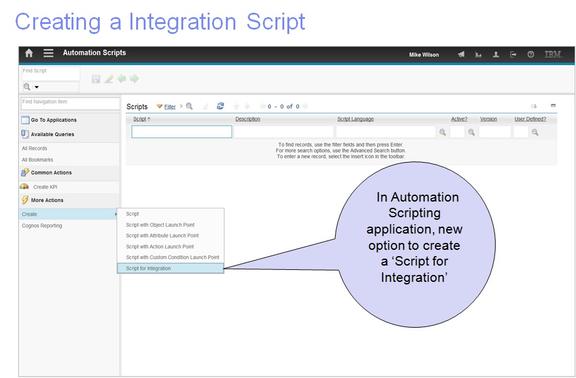 Creating a Integration Script
Automation Scripts
Mike Wilson
IBM.
Find Script
Find Navigation Item
Go To Applications
Available Queries
All Records
All Bookmarks
Common Actions
Create KPI
More Actions
Create
Cognos Reporting
Scripts Filter 0 - 0 of 0
Script Description Script Language Active? Version User Defined?
To find records, use the filter fields and then press Enter.
For more search options, use the Advanced Search button.
To enter a new record, select the insert icon in the toolbar.
Script
Script with Object Launch Point
Script with Attribute Launch Point
Script with Action Launch Point
Script with Custom Condition Launch Point
Script for Integration
In Automation
Scripting
application, new
option to create
a ‘Script for
Integration’